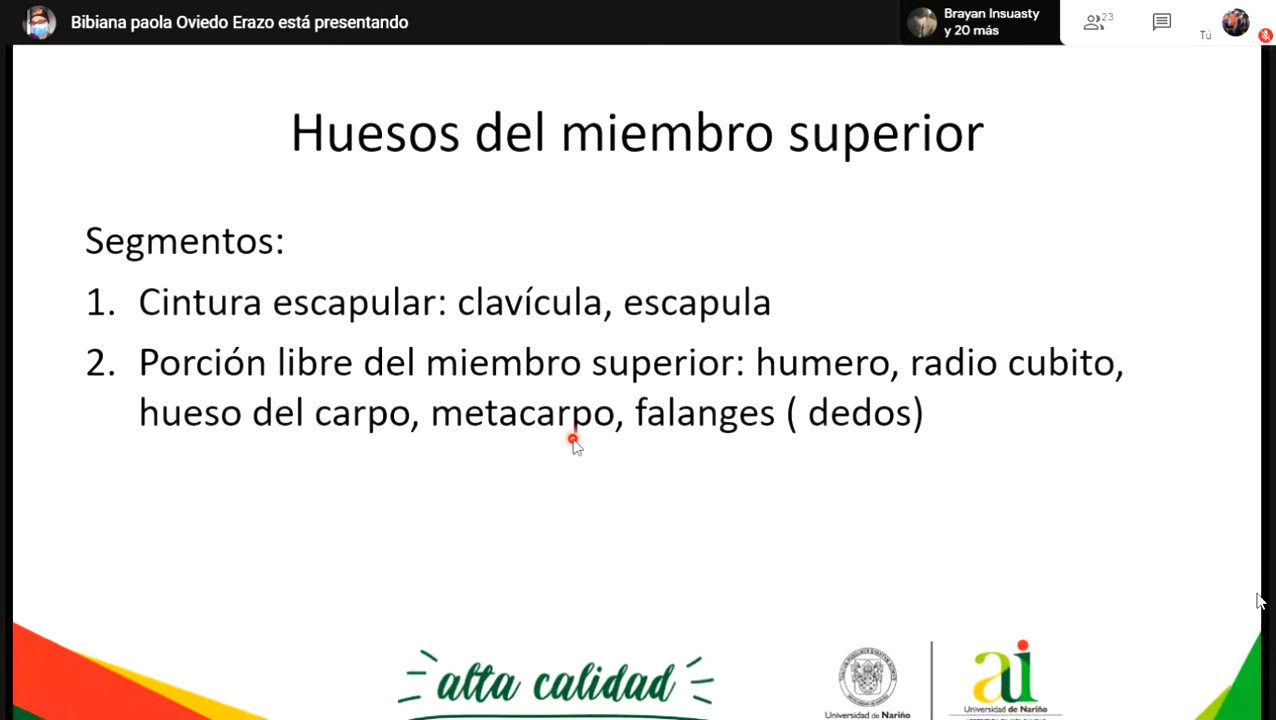 Bibiana paola Oviedo Erazo está presentando
Brayan Insuasty
y 20 más
23
Tú
Huesos del miembro superior
Segmentos:
1. Cintura escapular: clavícula, escapula
2. Porción libre del miembro superior: humero, radio cubito,
hueso del carpo, metacarpo, falanges ( dedos)
alta calidad
Universidad de Nariño
ai
Universidad de Nariño